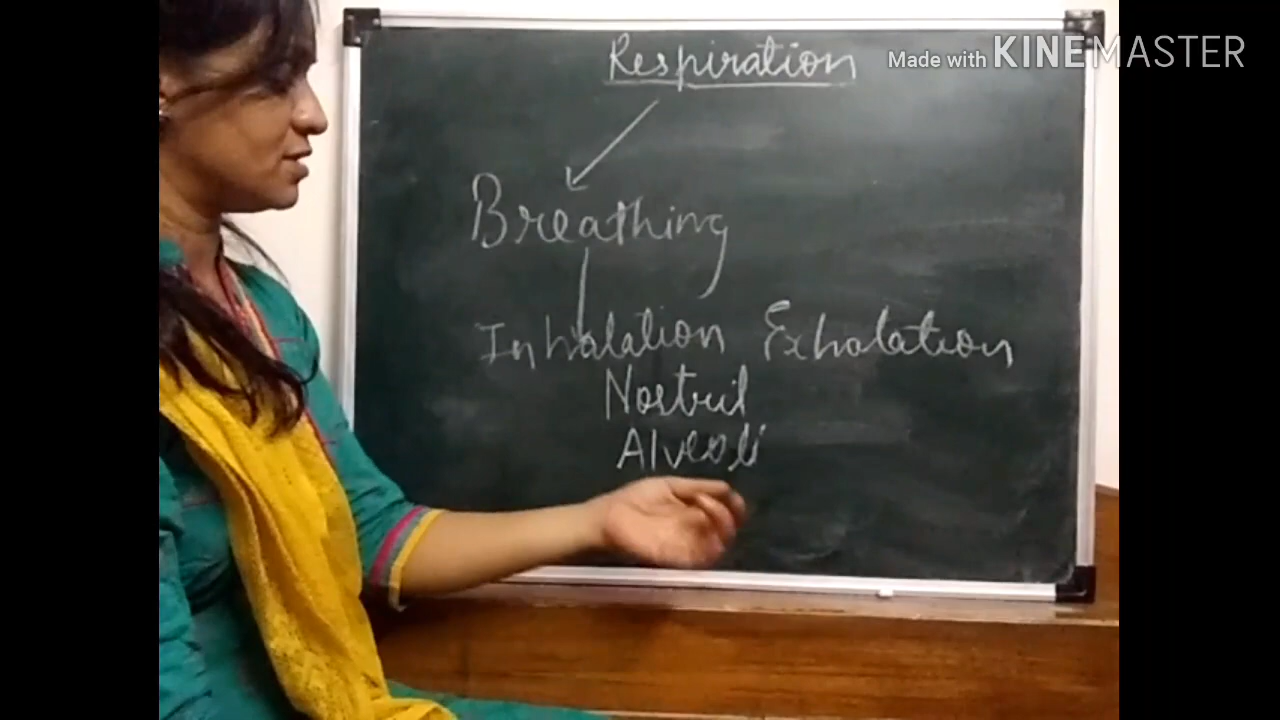 Respiration
Made with KINEMASTER
Breathing
Inhalation Exhalation
Nostril
Alveoli